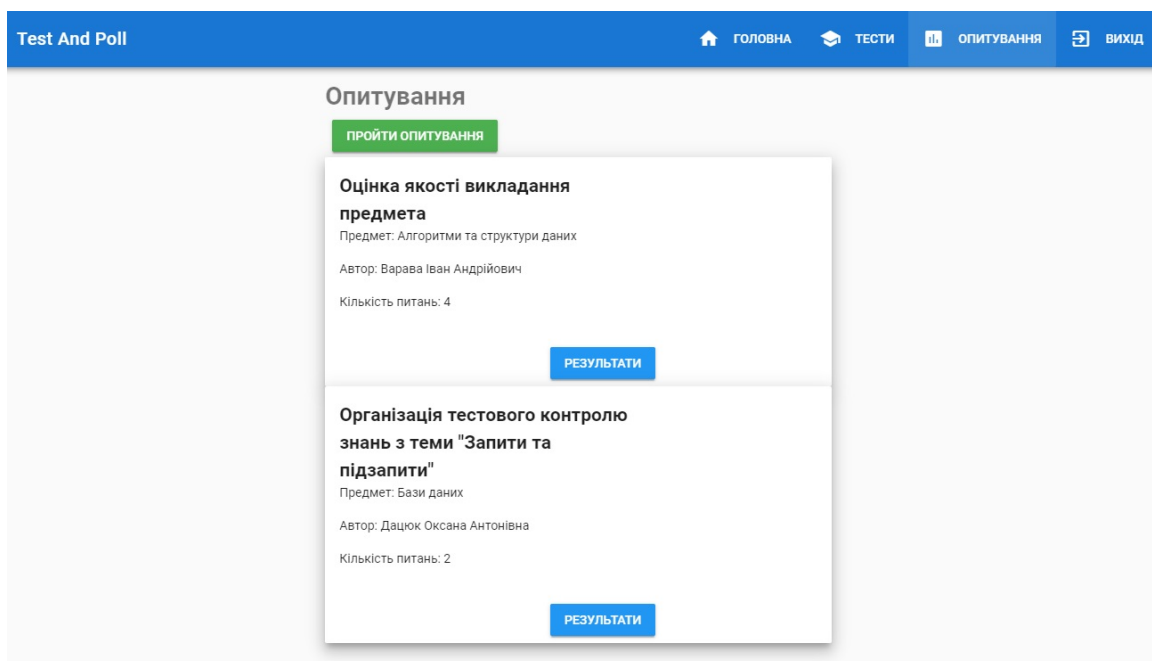 Test And Poll
ГОЛОВНА
ТЕСТИ
ОПИТУВАННЯ
ВИХІД
Опитування
ПРОЙТИ ОПИТУВАННЯ
Оцінка якості викладання
предмета
Предмет: Алгоритми та структури даних
Автор: Варава Іван Андрійович
Кількість питань: 4
РЕЗУЛЬТАТИ
Організація тестового контролю
знань з теми "Запити та
підзапити"
Предмет: Бази даних
Автор: Дацюк Оксана Антонівна
Кількість питань: 2
РЕЗУЛЬТАТИ